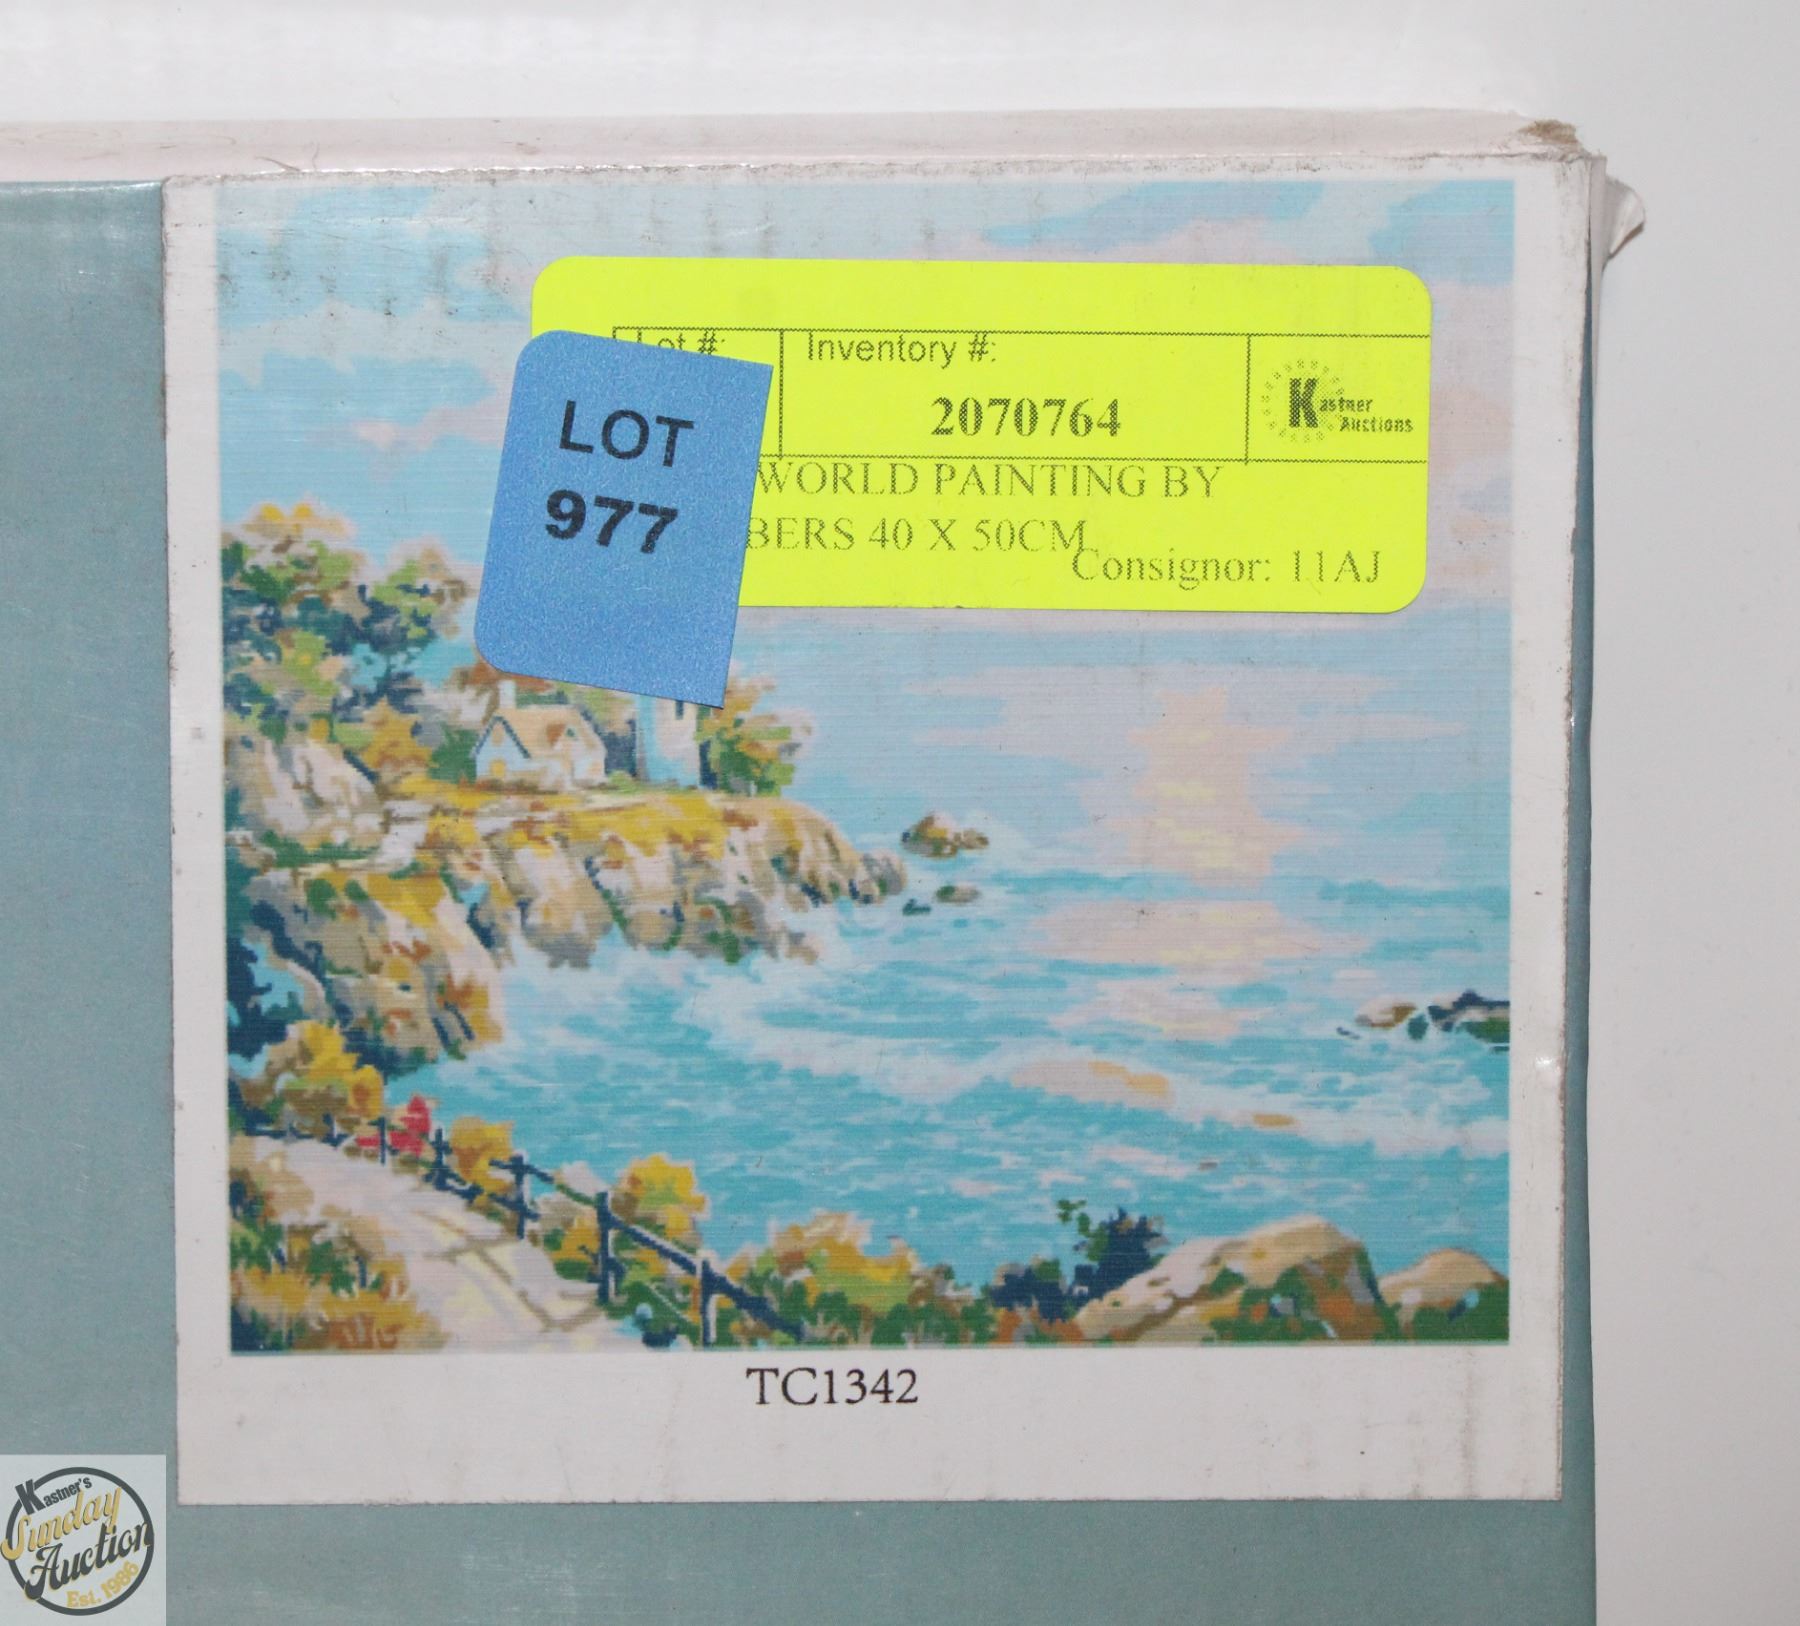 Lot #:
Inventory #:
2070764
Kastner
Auctions
LOT
977
WORLD PAINTING BY
BERS 40 X 50CM
Consignor: 11AJ
TC1342
Kastner's
Sunday
Auction
Est. 1986